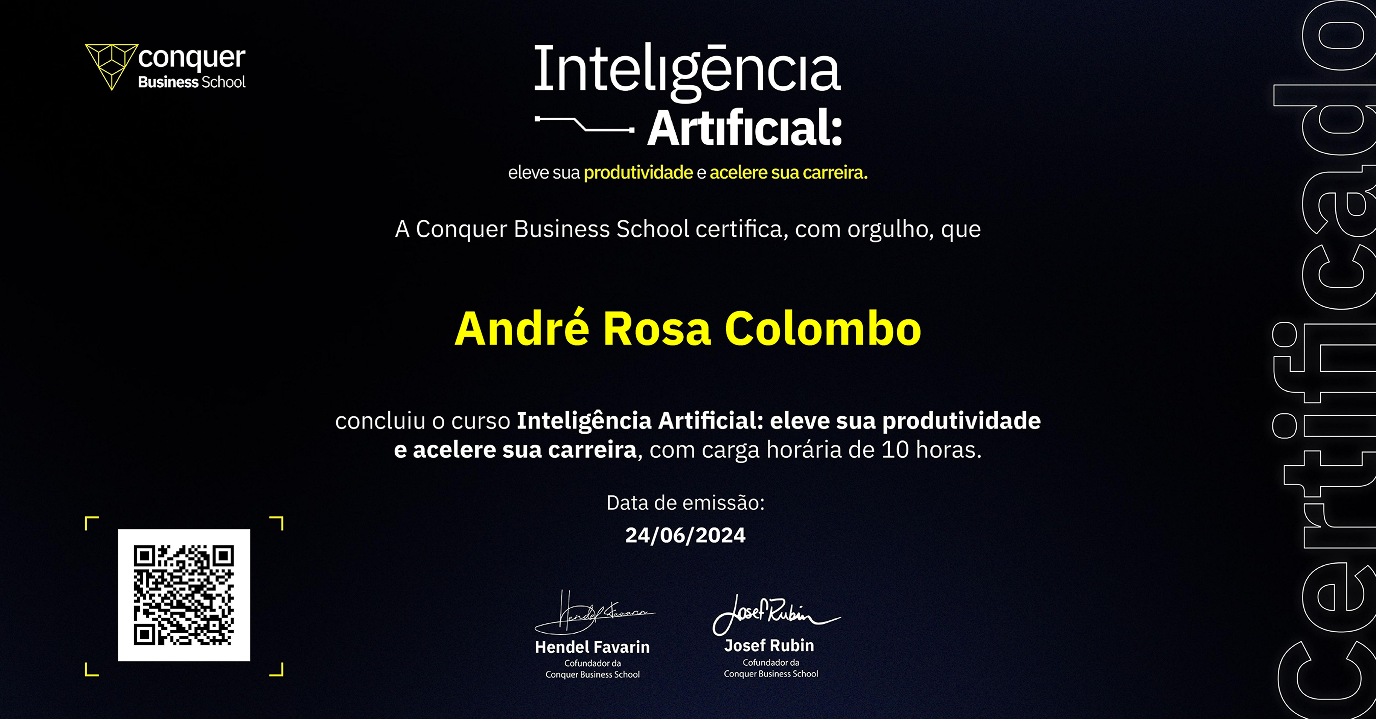 conquer
Business School
Inteligência
Artificial:
eleve sua produtividade e acelere sua carreira.
A Conquer Business School certifica, com orgulho, que
André Rosa Colombo
concluiu o curso Inteligência Artificial: eleve sua produtividade
e acelere sua carreira, com carga horária de 10 horas.
Data de emissão:
24/06/2024
Hendel Favarin
Josef Rubin
Hendel Favarin
Cofundador da
Conquer Business School
Josef Rubin
Cofundador da
Conquer Business School
Certificado